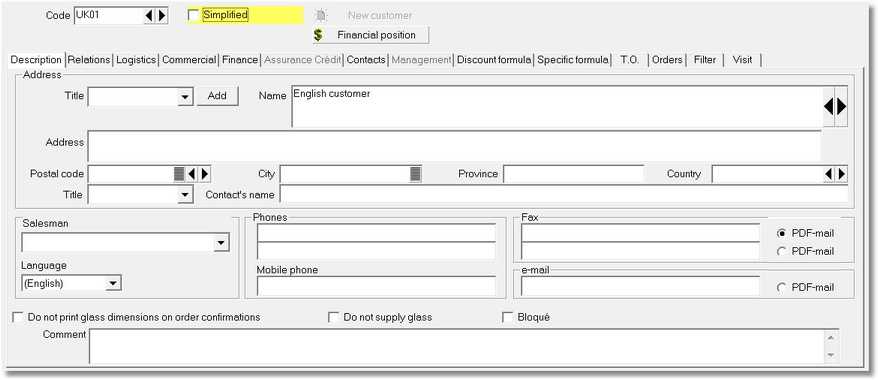 Code UK01 Simplified New customer
$ Financial position
Description Relations Logistics Commercial Finance Assurance Crédit Contacts Management Discount formula Specific formula T.O. Orders Filter Visit
Address
Title Add Name English customer
Address
Postal code City Province Country
Title Contact's name
Salesman Phones Fax
PDF-mail
PDF-mail
Language Mobile phone e-mail
(English) PDF-mail
Do not print glass dimensions on order confirmations Do not supply glass Bloqué
Comment